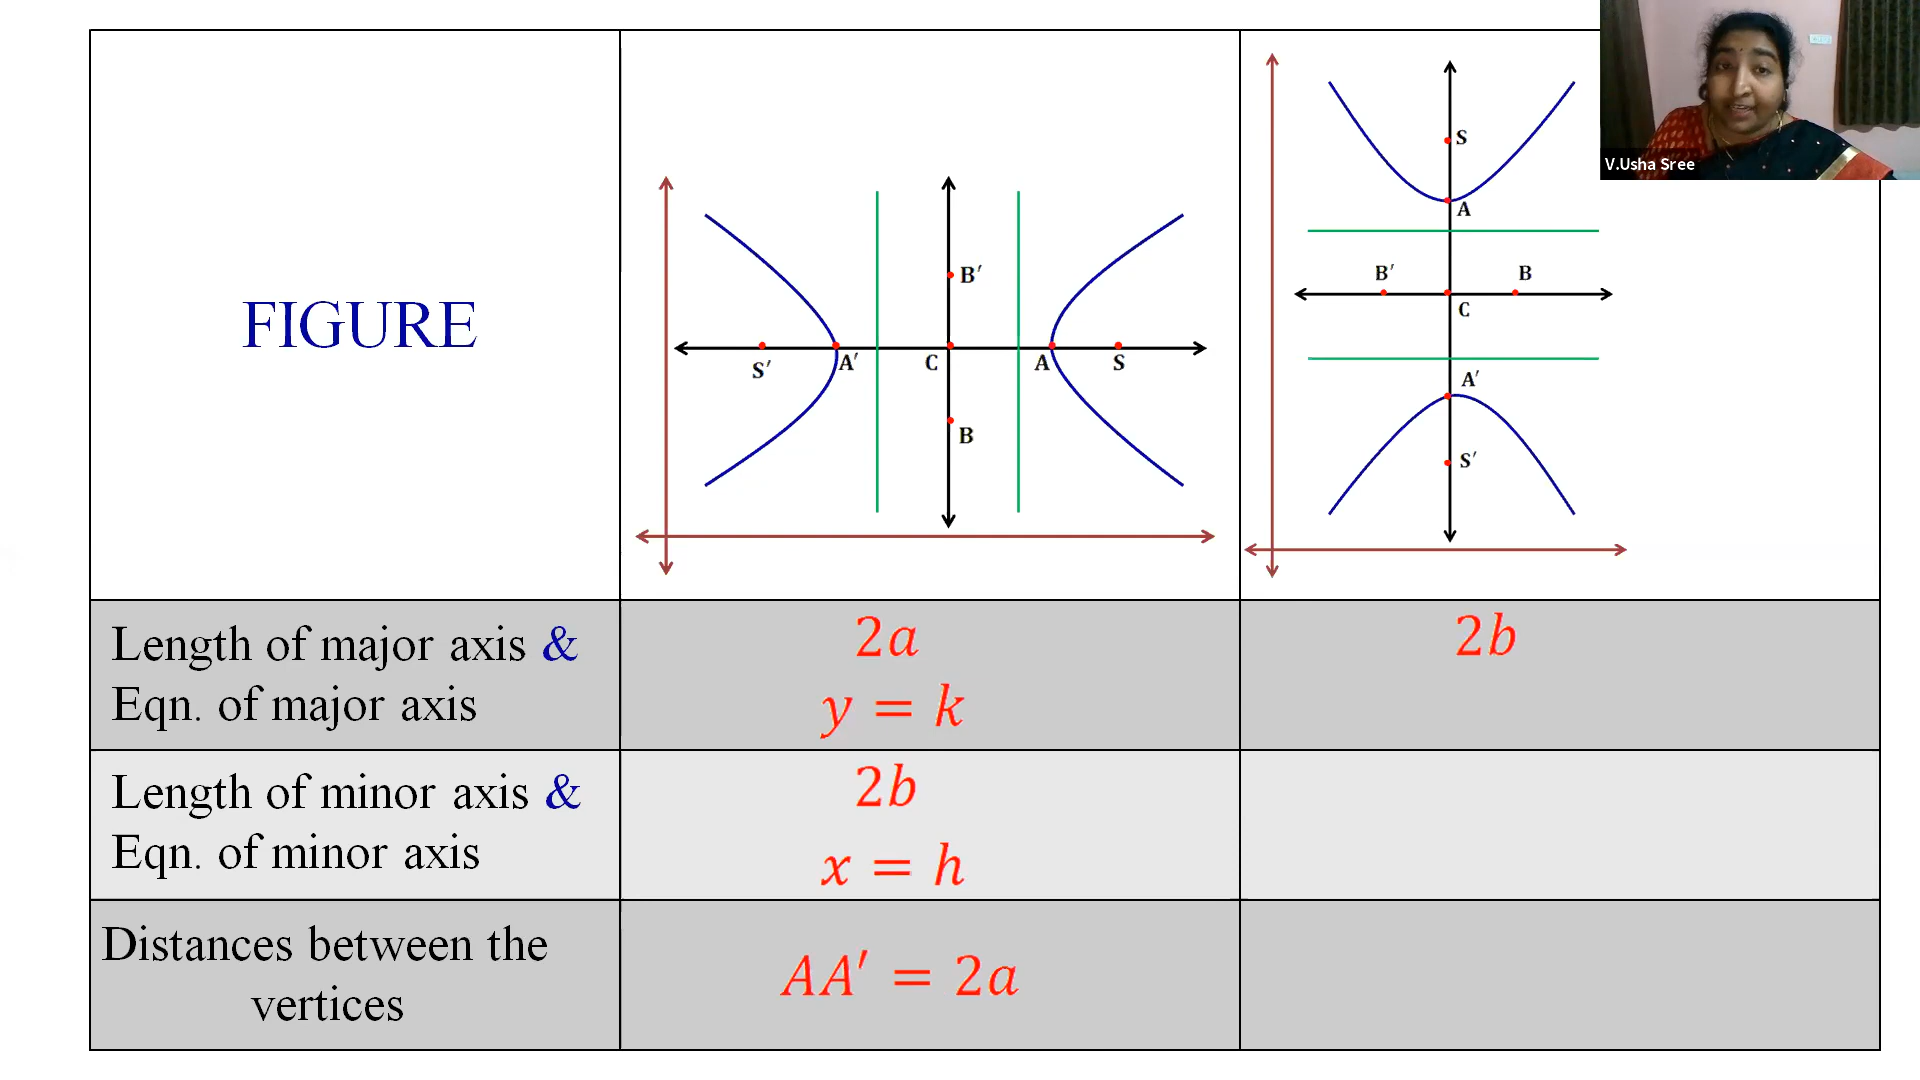 FIGURE
B′
S′ A′ C A S
B
S
A
B′ B
C
A′
S′
V.Usha Sree
Length of major axis &
Eqn. of major axis
2a
y = k
2b
Length of minor axis &
Eqn. of minor axis
2b
x = h
Distances between the
vertices
AA′ = 2a